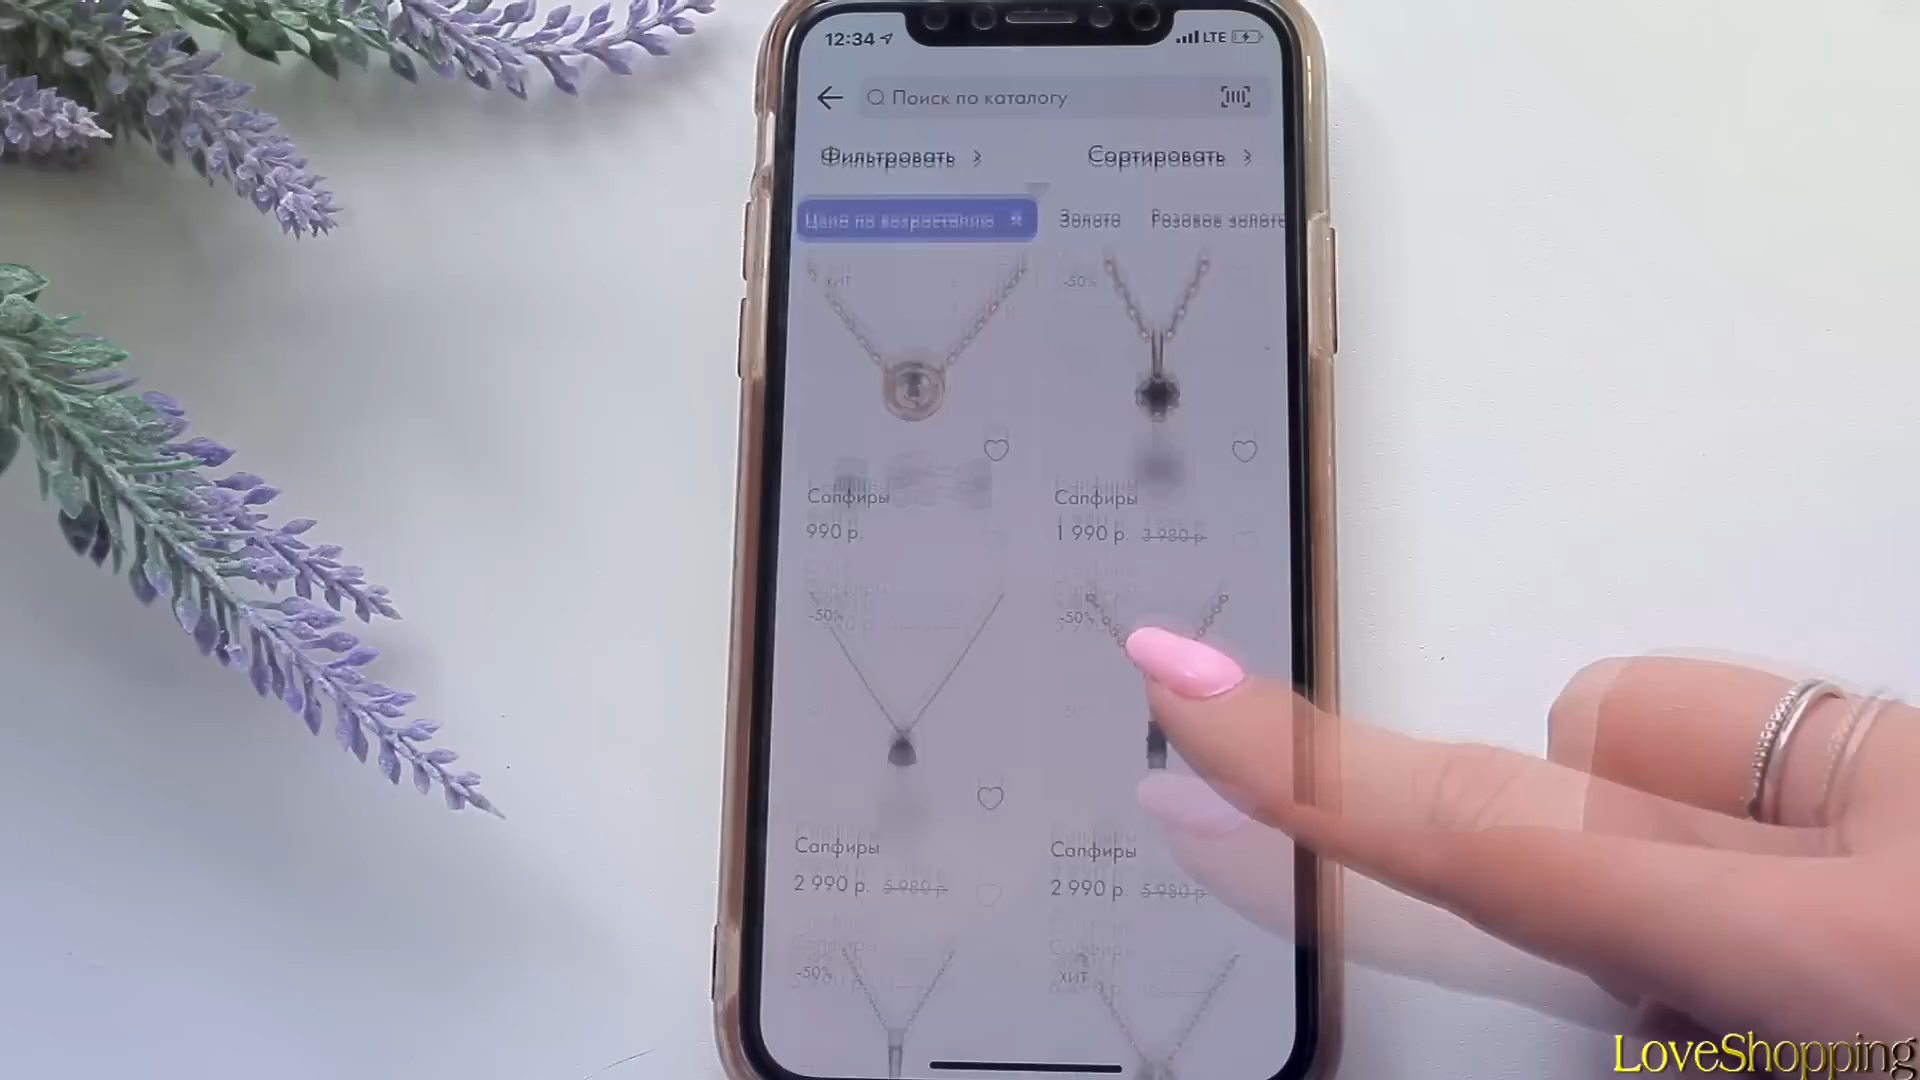 12:34
LTE
Поиск по каталогу
Фильтровать
Сортировать
Цена по возрастанию
Золото
Розовое золото
ХИТ
-50%
Сапфиры
Сапфиры
990 р.
1 990 р. 3 980 р.
-50%
-50%
Сапфиры
Сапфиры
2 990 р. 5 980 р.
2 990 р. 5 980 р.
-50%
ХИТ
LoveShopping